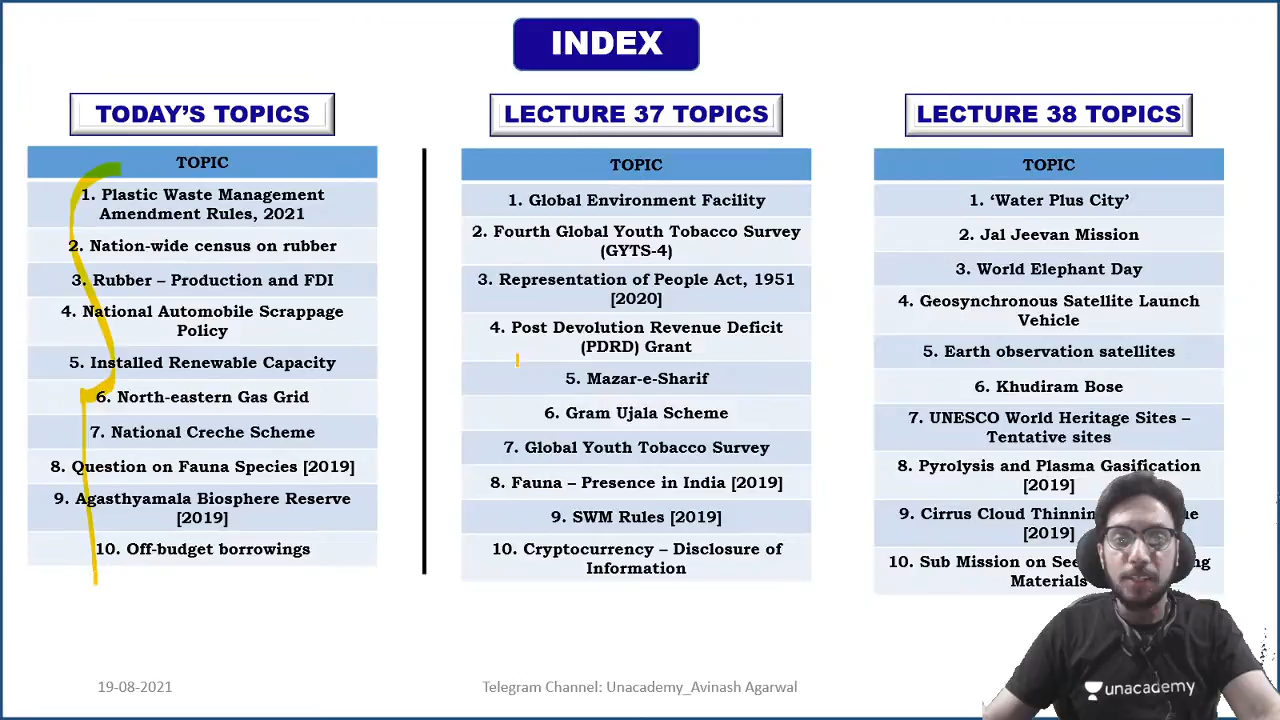 INDEX
TODAY’S TOPICS
TOPIC
1. Plastic Waste Management
Amendment Rules, 2021
2. Nation-wide census on rubber
3. Rubber – Production and FDI
4. National Automobile Scrappage
Policy
5. Installed Renewable Capacity
6. North-eastern Gas Grid
7. National Creche Scheme
8. Question on Fauna Species [2019]
9. Agasthyamala Biosphere Reserve
[2019]
10. Off-budget borrowings
LECTURE 37 TOPICS
TOPIC
1. Global Environment Facility
2. Fourth Global Youth Tobacco Survey
(GYTS-4)
3. Representation of People Act, 1951
[2020]
4. Post Devolution Revenue Deficit
(PDRD) Grant
5. Mazar-e-Sharif
6. Gram Ujala Scheme
7. Global Youth Tobacco Survey
8. Fauna – Presence in India [2019]
9. SWM Rules [2019]
10. Cryptocurrency – Disclosure of
Information
LECTURE 38 TOPICS
TOPIC
1. ‘Water Plus City’
2. Jal Jeevan Mission
3. World Elephant Day
4. Geosynchronous Satellite Launch
Vehicle
5. Earth observation satellites
6. Khudiram Bose
7. UNESCO World Heritage Sites –
Tentative sites
8. Pyrolysis and Plasma Gasification
[2019]
9. Cirrus Cloud
[2019]
10. Sub Mission on
Materials
19-08-2021
Telegram Channel: Unacademy_Avinash Agarwal
unacademy